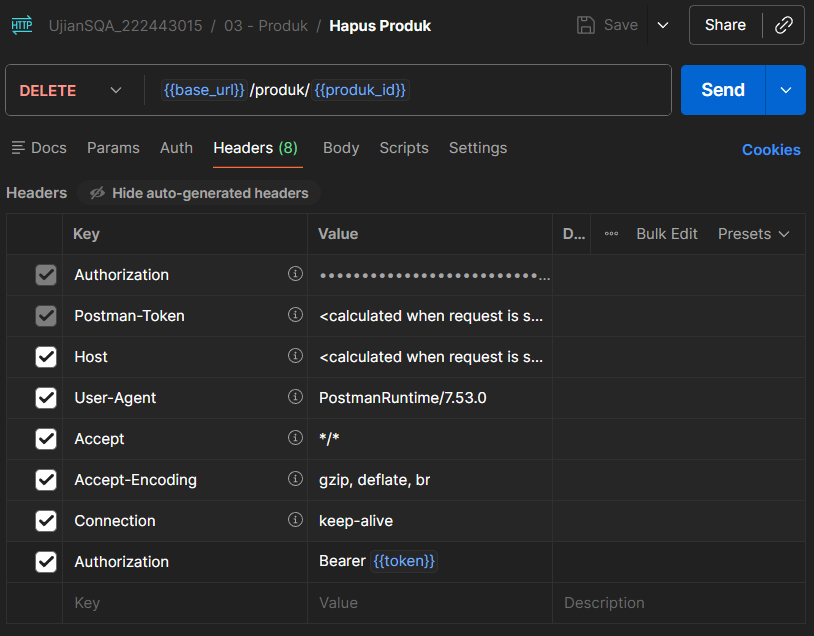 HTTP UjianSQA_222443015 / 03 - Produk / Hapus Produk Save Share
DELETE {{base_url}} /produk/ {{produk_id}} Send
Docs Params Auth Headers (8) Body Scripts Settings Cookies
Headers Hide auto-generated headers
Key Value D... Bulk Edit Presets
Authorization ••••••••••••••••••••••••••...
Postman-Token <calculated when request is s...
Host <calculated when request is s...
User-Agent PostmanRuntime/7.53.0
Accept */*
Accept-Encoding gzip, deflate, br
Connection keep-alive
Authorization Bearer {{token}}
Key Value Description